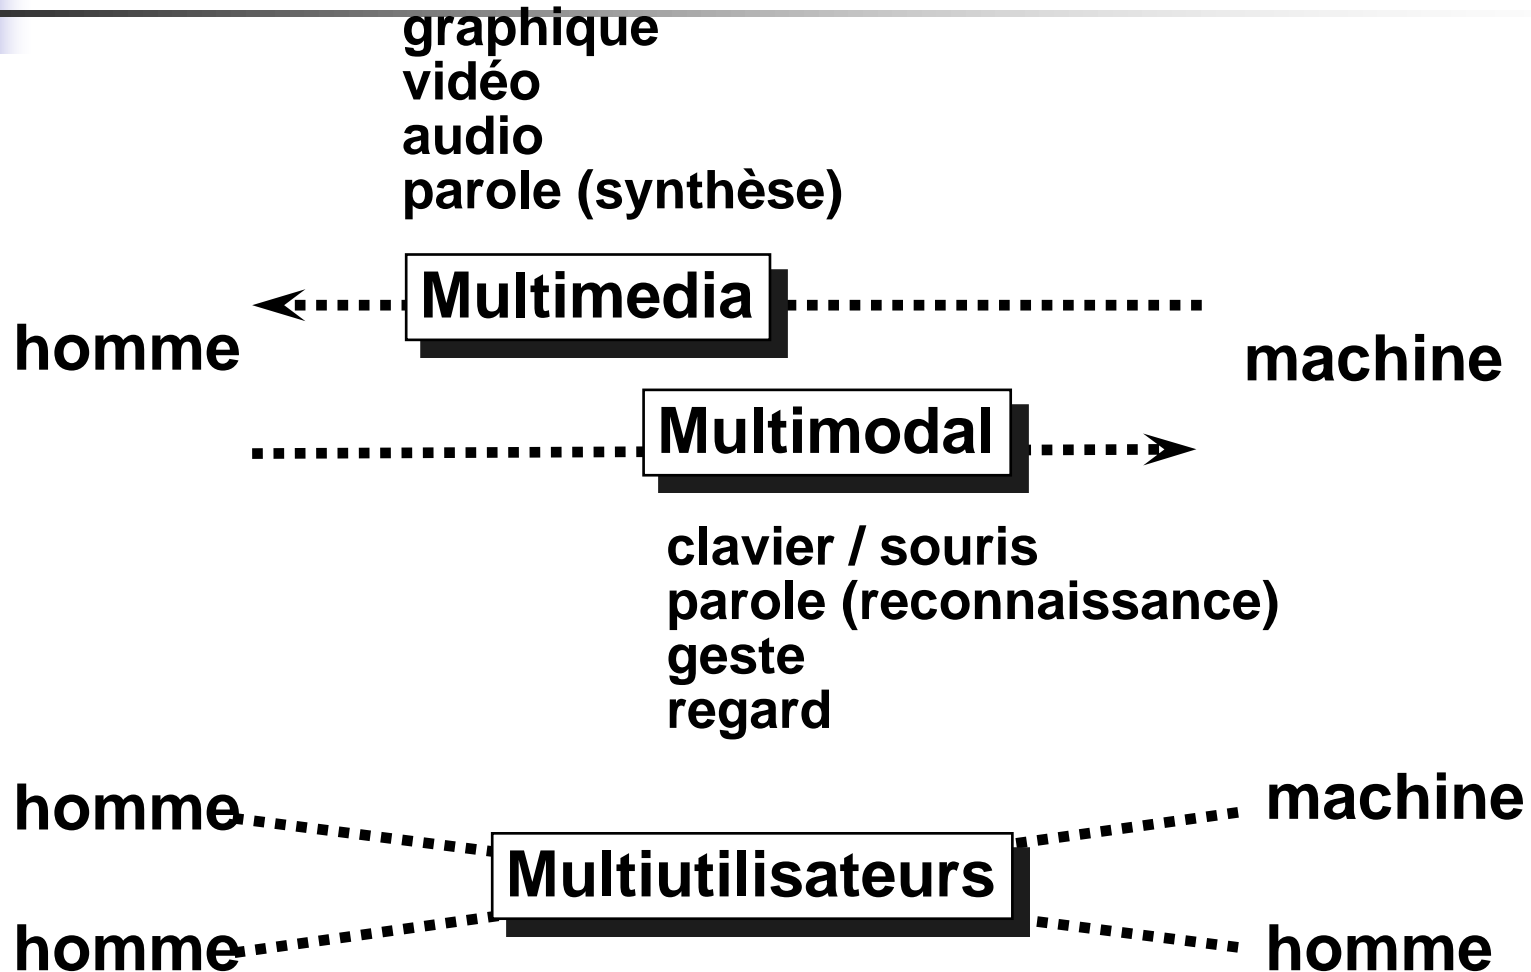 graphique
vidéo
audio
parole (synthèse)
Multimedia
homme
machine
Multimodal
clavier / souris
parole (reconnaissance)
geste
regard
homme
machine
Multiutilisateurs
homme
homme